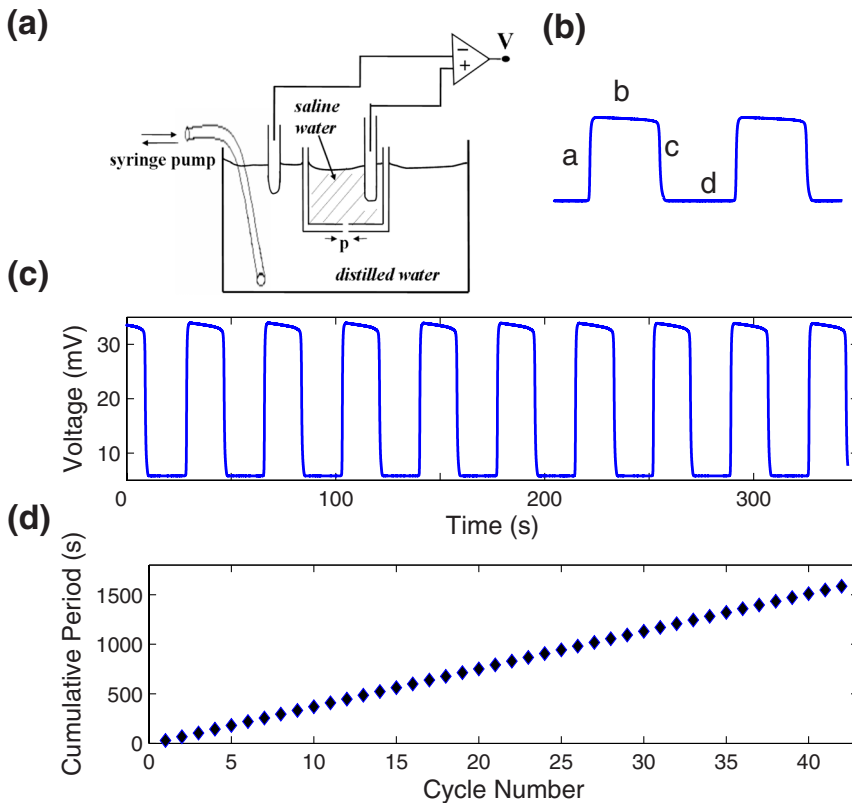 (a)
V
−
+
saline
water
syringe pump
p
distilled water
(b)
b
a
c
d
(c)
Voltage (mV)
30
20
10
0
100
200
300
Time (s)
(d)
Cumulative Period (s)
1500
1000
500
0
0
5
10
15
20
25
30
35
40
Cycle Number